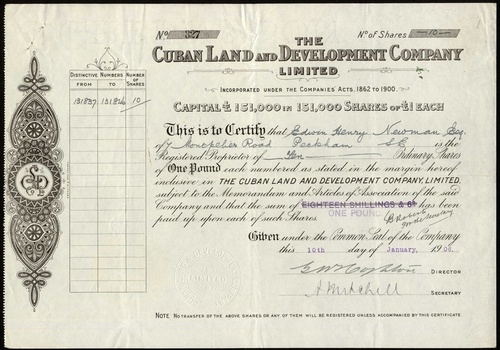 No. 327
No. of Shares -10-
THE
CUBAN LAND AND DEVELOPMENT COMPANY
LIMITED.
INCORPORATED UNDER THE COMPANIES' ACTS, 1862 TO 1900.
CAPITAL £151,000 IN 151,000 SHARES OF £1 EACH
DISTINCTIVE NUMBERS
NUMBER OF SHARES
FROM TO
131837 131846 10
This is to Certify that Edwin Henry Newman Esq.
of 7 Montpelier Road Peckham S.E. is the
Registered Proprietor of Ten Ordinary Shares
of One Pound each numbered as stated in the margin hereof
inclusive in THE CUBAN LAND AND DEVELOPMENT COMPANY LIMITED.
subject to the Memorandum and Articles of Association of the said
Company and that the sum of EIGHTEEN SHILLINGS & 6d has been
ONE POUND
paid up upon each of such Shares.
Given under the Common Seal of the Company
this 10th day of January, 1906.
DIRECTOR
A Mitchell
SECRETARY
NOTE NO TRANSFER OF THE ABOVE SHARES OR ANY OF THEM WILL BE REGISTERED UNLESS ACCOMPANIED BY THIS CERTIFICATE.